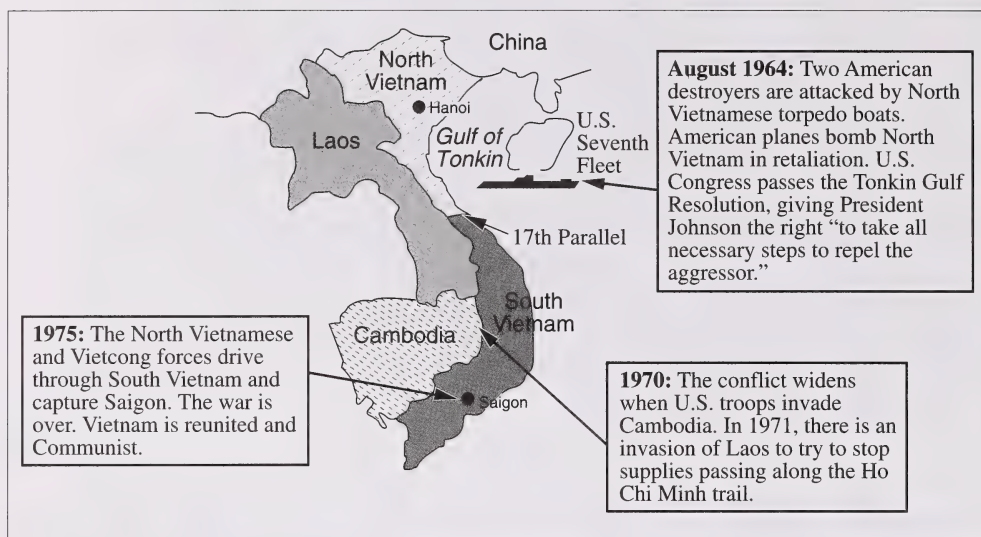 China
North
Vietnam
Hanoi
Laos
Gulf of
Tonkin
U.S.
Seventh
Fleet
17th Parallel
South
Vietnam
Cambodia
Saigon
August 1964: Two American
destroyers are attacked by North
Vietnamese torpedo boats.
American planes bomb North
Vietnam in retaliation. U.S.
Congress passes the Tonkin Gulf
Resolution, giving President
Johnson the right “to take all
necessary steps to repel the
aggressor.”
1975: The North Vietnamese
and Vietcong forces drive
through South Vietnam and
capture Saigon. The war is
over. Vietnam is reunited and
Communist.
1970: The conflict widens
when U.S. troops invade
Cambodia. In 1971, there is an
invasion of Laos to try to stop
supplies passing along the Ho
Chi Minh trail.